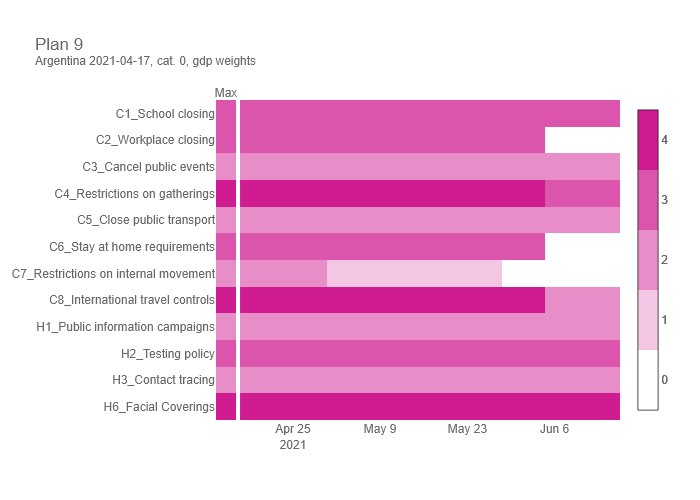 Plan 9
Argentina 2021-04-17, cat. 0, gdp weights
Max
C1_School closing
C2_Workplace closing
C3_Cancel public events
C4_Restrictions on gatherings
C5_Close public transport
C6_Stay at home requirements
C7_Restrictions on internal movement
C8_International travel controls
H1_Public information campaigns
H2_Testing policy
H3_Contact tracing
H6_Facial Coverings
Apr 25 May 9 May 23 Jun 6
2021
4
3
2
1
0